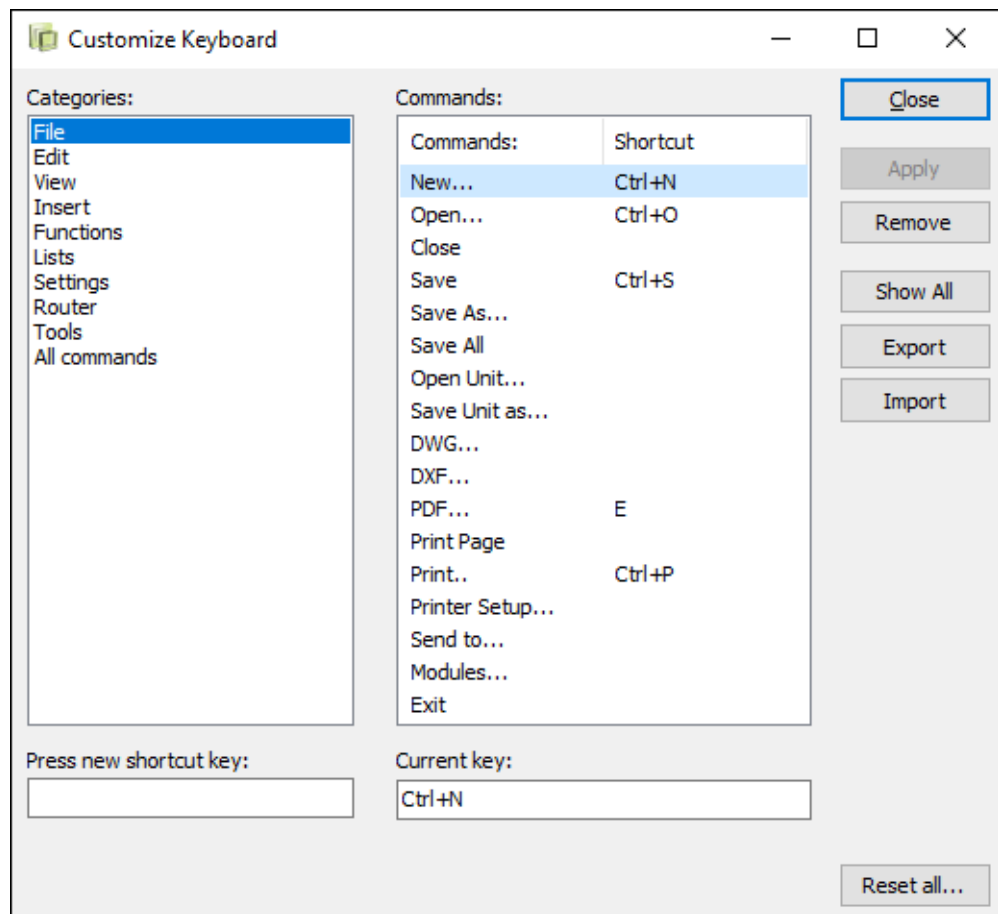 Customize Keyboard
Categories:
File
Edit
View
Insert
Functions
Lists
Settings
Router
Tools
All commands
Commands:
Commands: Shortcut
New... Ctrl+N
Open... Ctrl+O
Close
Save Ctrl+S
Save As...
Save All
Open Unit...
Save Unit as...
DWG...
DXF...
PDF... E
Print Page
Print.. Ctrl+P
Printer Setup...
Send to...
Modules...
Exit
Close
Apply
Remove
Show All
Export
Import
Press new shortcut key:
Current key:
Ctrl+N
Reset all...